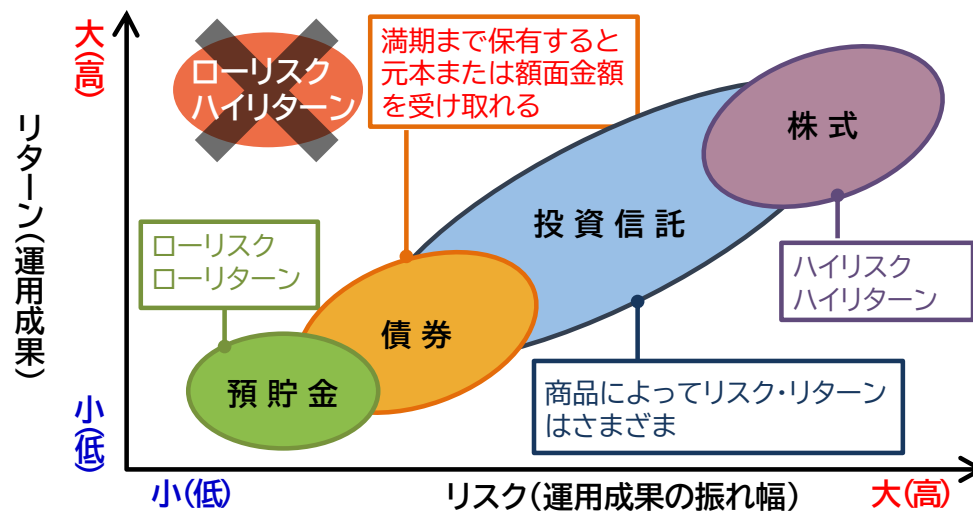 大(高)
ローリスク
ハイリターン
満期まで保有すると
元本または額面金額
を受け取れる
株式
リターン(運用成果)
投資信託
ローリスク
ローリターン
ハイリスク
ハイリターン
債券
預貯金
商品によってリスク・リターン
はさまざま
小(低)
小(低)
リスク(運用成果の振れ幅)
大(高)